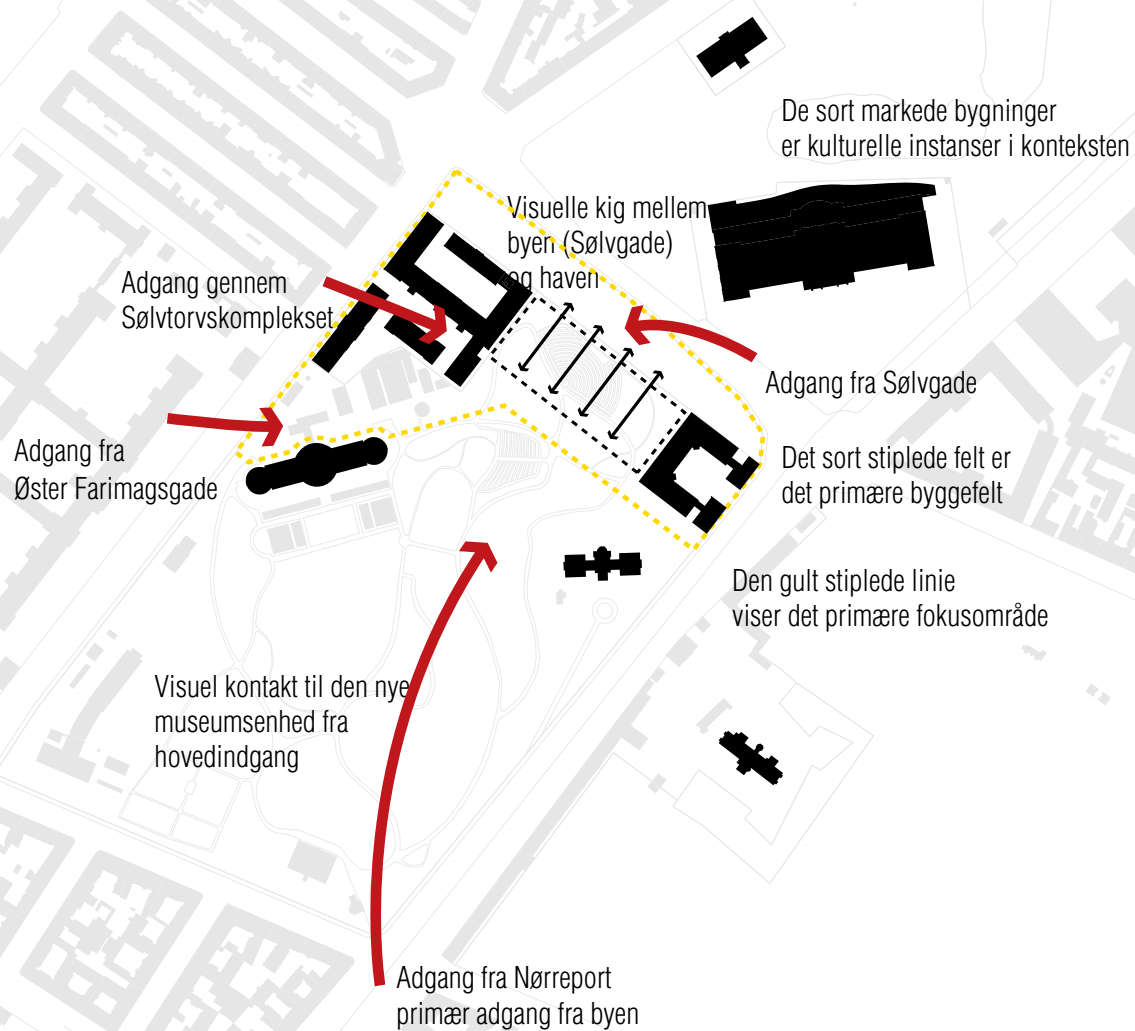 De sort markede bygninger
er kulturelle instanser i konteksten
Visuelle kig mellem
byen (Sølvgade)
og haven
Adgang gennem
Sølvtorvskomplekset
Adgang fra Sølvgade
Adgang fra
Øster Farimagsgade
Det sort stiplede felt er
det primære byggefelt
Den gult stiplede linie
viser det primære fokusområde
Visuel kontakt til den nye
museumsenhed fra
hovedindgang
Adgang fra Nørreport
primær adgang fra byen